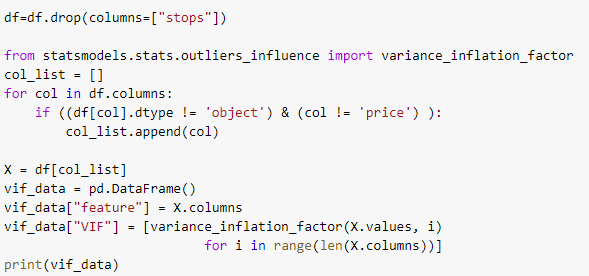 df=df.drop(columns=["stops"])
from statsmodels.stats.outliers_influence import variance_inflation_factor
col_list = []
for col in df.columns:
    if ((df[col].dtype != 'object') & (col != 'price') ):
        col_list.append(col)
X = df[col_list]
vif_data = pd.DataFrame()
vif_data["feature"] = X.columns
vif_data["VIF"] = [variance_inflation_factor(X.values, i)
                          for i in range(len(X.columns))]
print(vif_data)